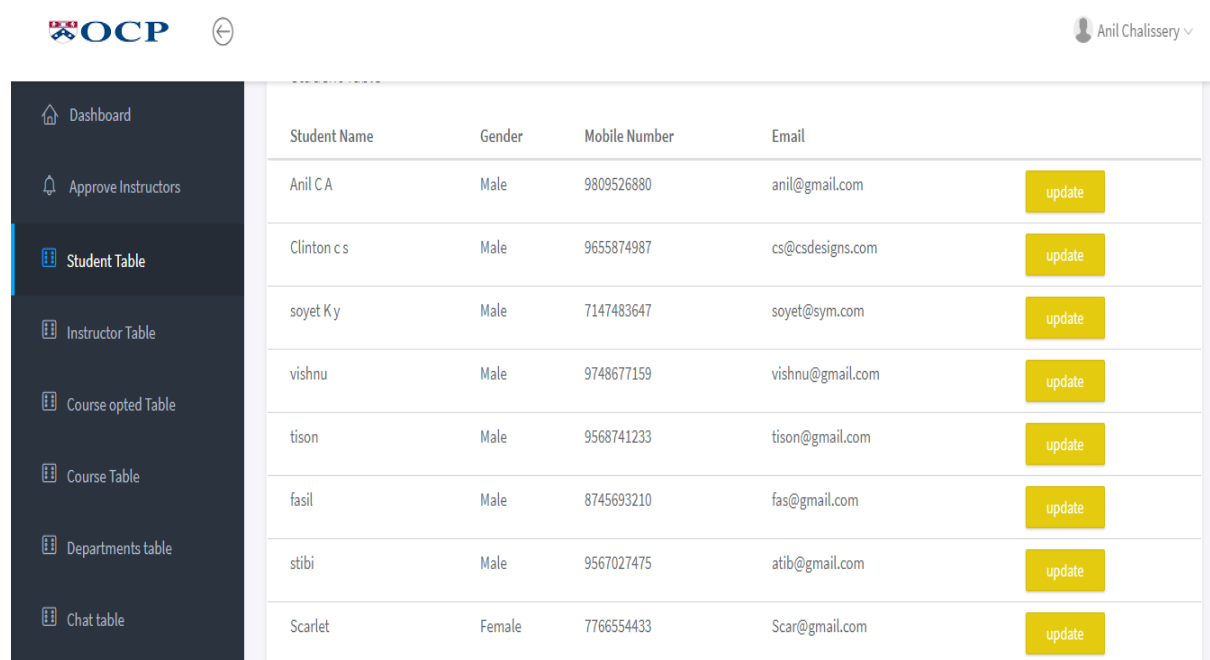 OCP
Anil Chalissery
Dashboard
Approve Instructors
Student Table
Instructor Table
Course opted Table
Course Table
Departments table
Chat table
Student Name Gender Mobile Number Email
Anil C A Male 9809526880 anil@gmail.com update
Clinton c s Male 9655874987 cs@csdesigns.com update
soyet K y Male 7147483647 soyet@sym.com update
vishnu Male 9748677159 vishnu@gmail.com update
tison Male 9568741233 tison@gmail.com update
fasil Male 8745693210 fas@gmail.com update
stibi Male 9567027475 atib@gmail.com update
Scarlet Female 7766554433 Scar@gmail.com update